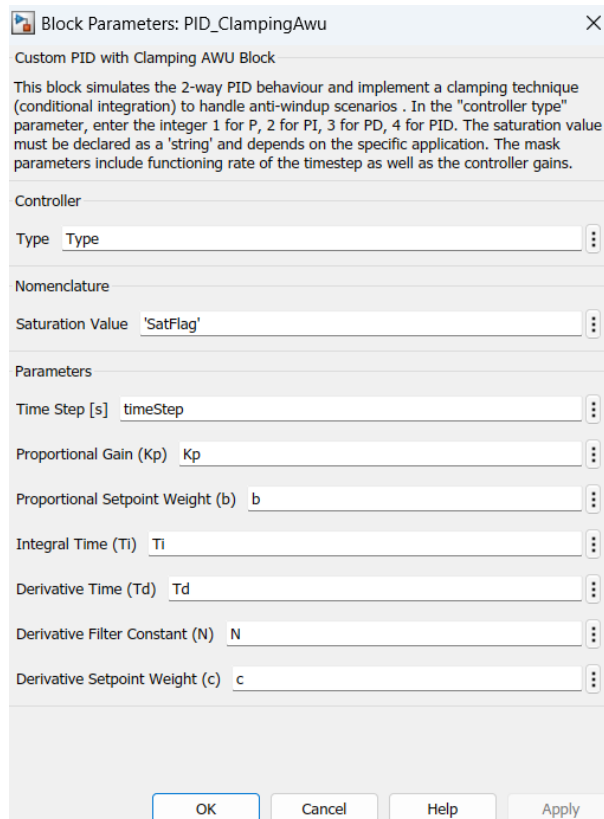 Block Parameters: PID_ClampingAwu
Custom PID with Clamping AWU Block
This block simulates the 2-way PID behaviour and implement a clamping technique
(conditional integration) to handle anti-windup scenarios . In the "controller type"
parameter, enter the integer 1 for P, 2 for PI, 3 for PD, 4 for PID. The saturation value
must be declared as a 'string' and depends on the specific application. The mask
parameters include functioning rate of the timestep as well as the controller gains.
Controller
Type Type
Nomenclature
Saturation Value 'SatFlag'
Parameters
Time Step [s] timeStep
Proportional Gain (Kp) Kp
Proportional Setpoint Weight (b) b
Integral Time (Ti) Ti
Derivative Time (Td) Td
Derivative Filter Constant (N) N
Derivative Setpoint Weight (c) c
OK Cancel Help Apply